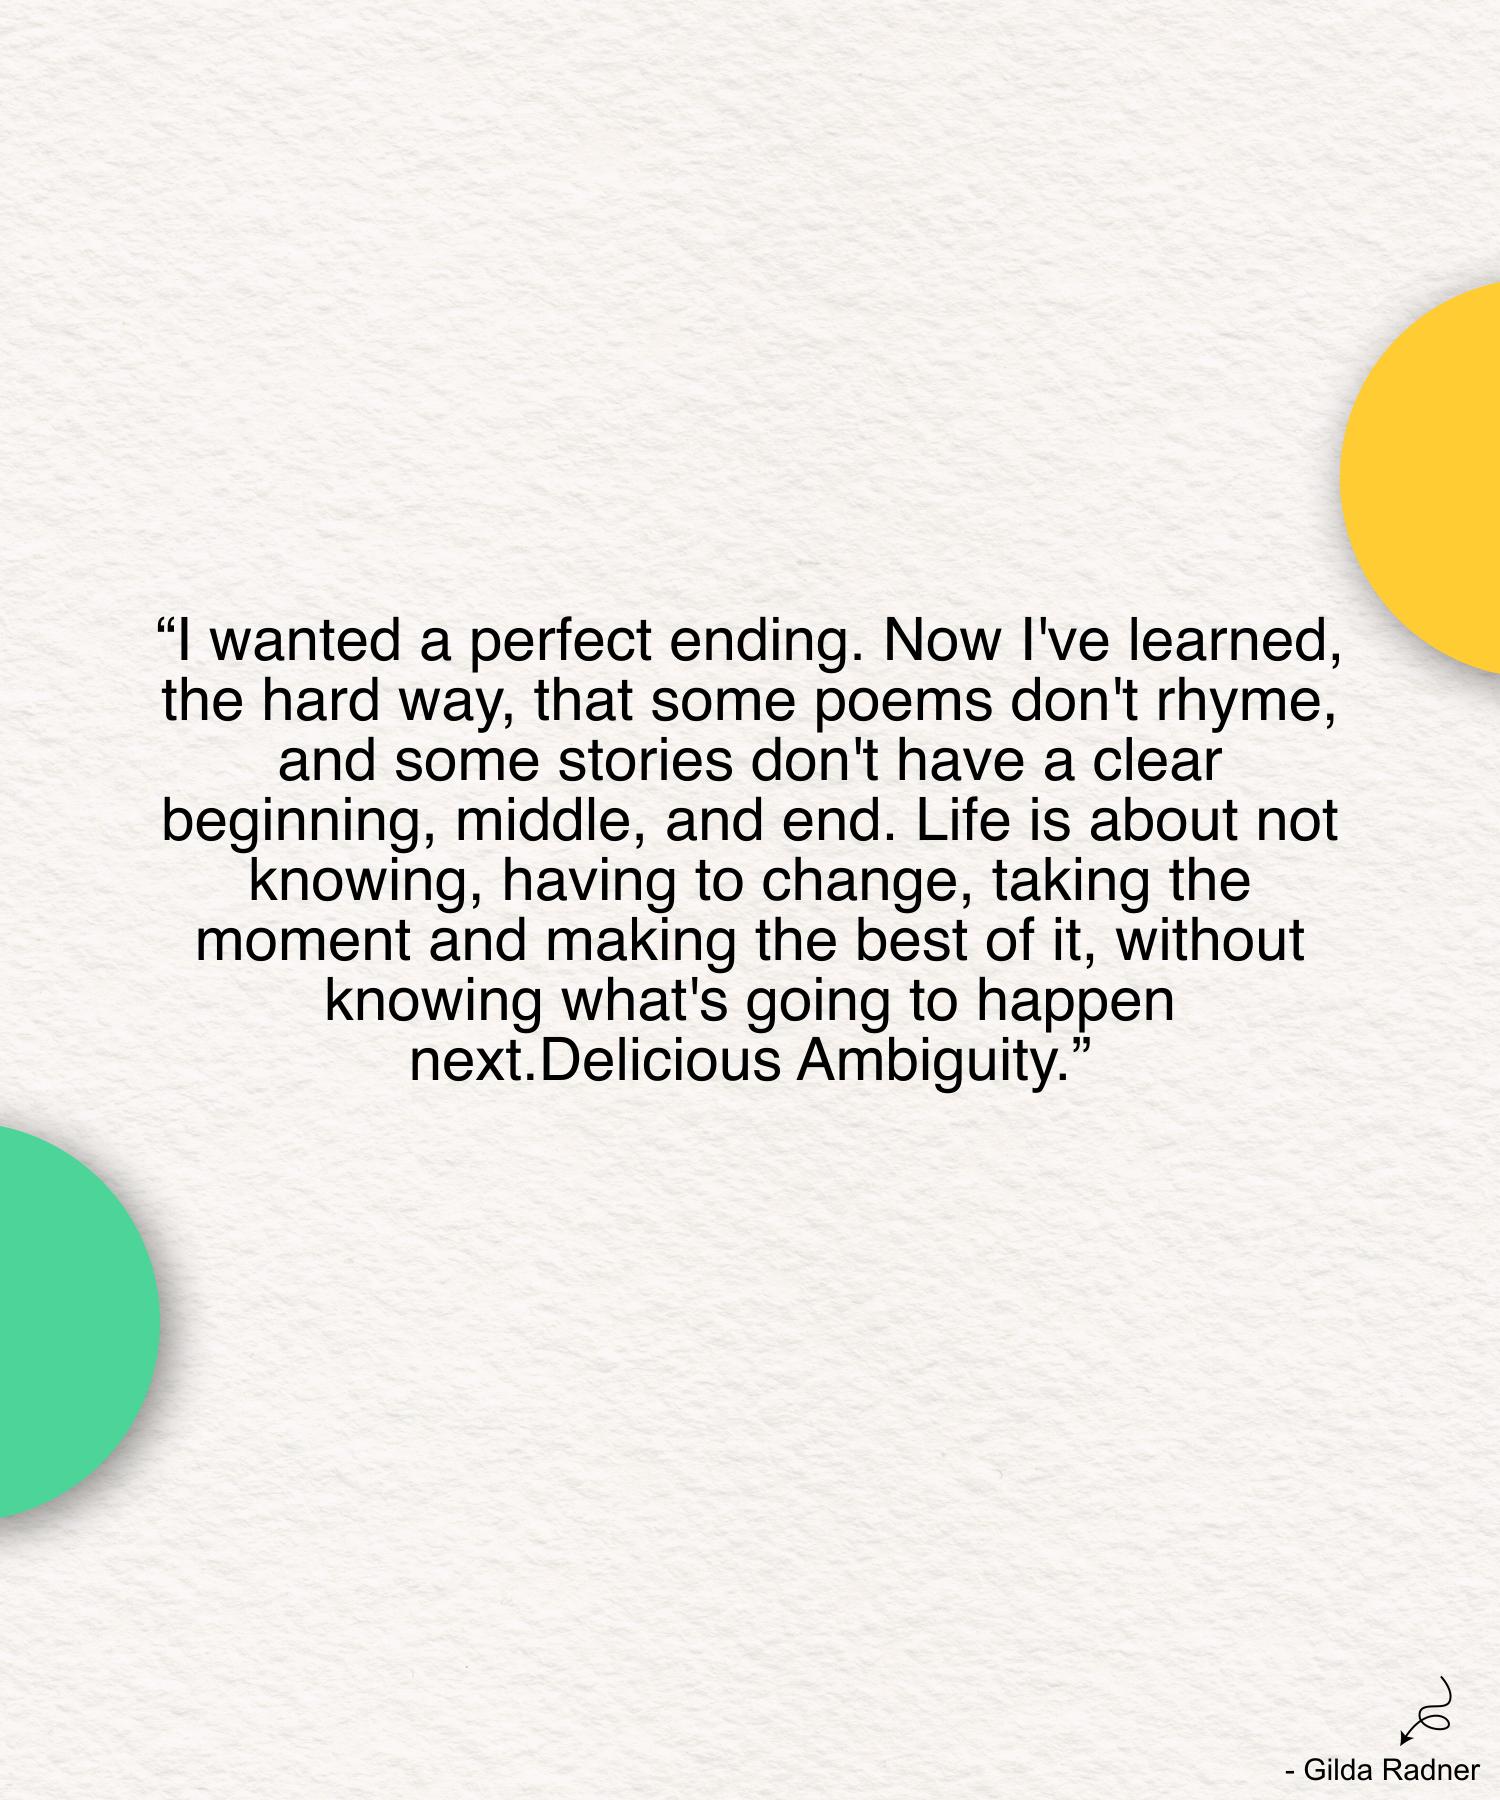 “I wanted a perfect ending. Now I've learned,
the hard way, that some poems don't rhyme,
and some stories don't have a clear
beginning, middle, and end. Life is about not
knowing, having to change, taking the
moment and making the best of it, without
knowing what's going to happen
next.Delicious Ambiguity.”
- Gilda Radner